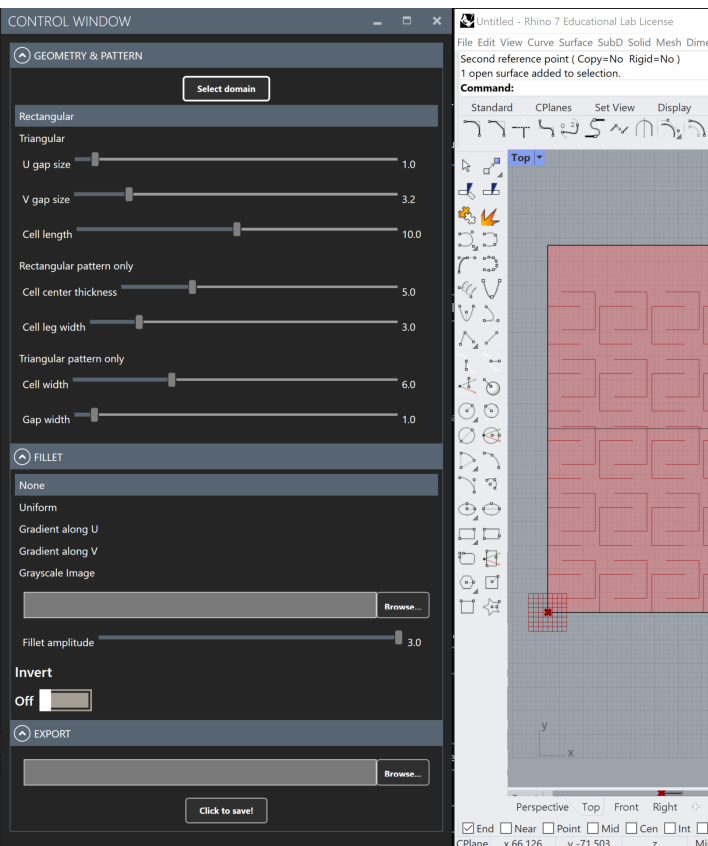 CONTROL WINDOW
GEOMETRY & PATTERN
Select domain
Rectangular
Triangular
U gap size 1.0
V gap size 3.2
Cell length 10.0
Rectangular pattern only
Cell center thickness 5.0
Cell leg width 3.0
Triangular pattern only
Cell width 6.0
Gap width 1.0
FILLET
None
Uniform
Gradient along U
Gradient along V
Grayscale Image
Browse...
Fillet amplitude 3.0
Invert
Off
EXPORT
Browse...
Click to save!
Untitled - Rhino 7 Educational Lab License
File Edit View Curve Surface SubD Solid Mesh Dime
Second reference point ( Copy=No Rigid=No )
1 open surface added to selection.
Command:
Standard CPlanes Set View Display
Top
y
x
Perspective Top Front Right
End Near Point Mid Cen Int
CPlane x 66.126 y -71.503 z Mi